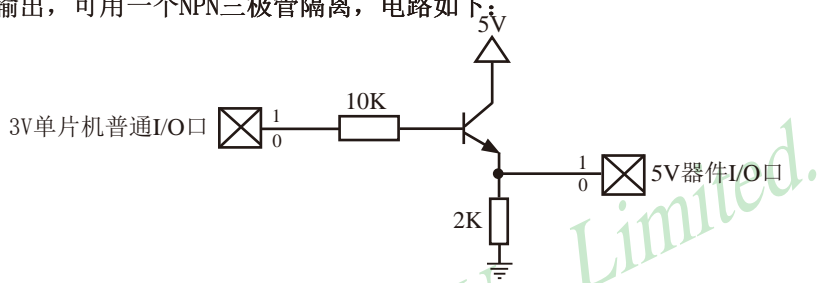 输出，可用一个NPN三极管隔离，电路如下：
5V
10K
3V单片机普通I/O口
1
0
1
0
5V器件I/O口
2K
Limited.